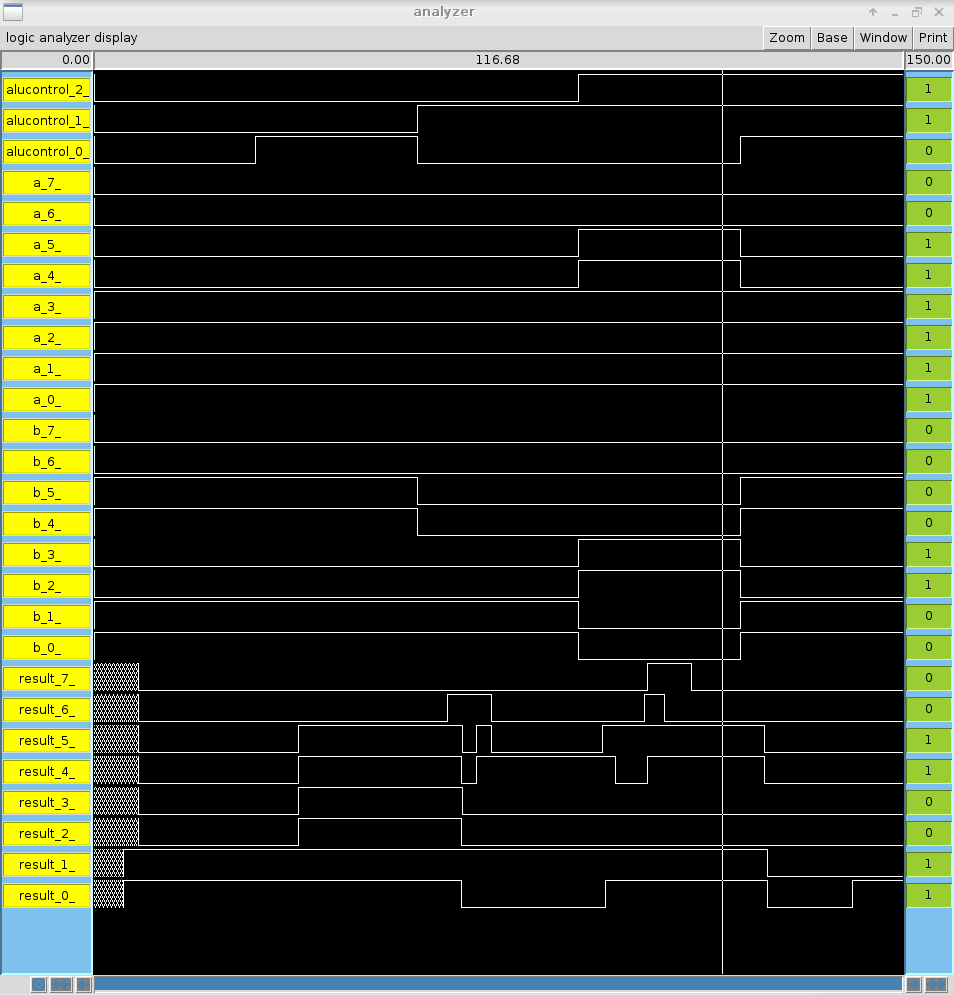 analyzer
logic analyzer display Zoom Base Window Print
0.00 116.68 150.00
alucontrol_2_ 1
alucontrol_1_ 1
alucontrol_0_ 0
a_7_ 0
a_6_ 0
a_5_ 1
a_4_ 1
a_3_ 1
a_2_ 1
a_1_ 1
a_0_ 1
b_7_ 0
b_6_ 0
b_5_ 0
b_4_ 0
b_3_ 1
b_2_ 1
b_1_ 0
b_0_ 0
result_7_ 0
result_6_ 0
result_5_ 1
result_4_ 1
result_3_ 0
result_2_ 0
result_1_ 1
result_0_ 1